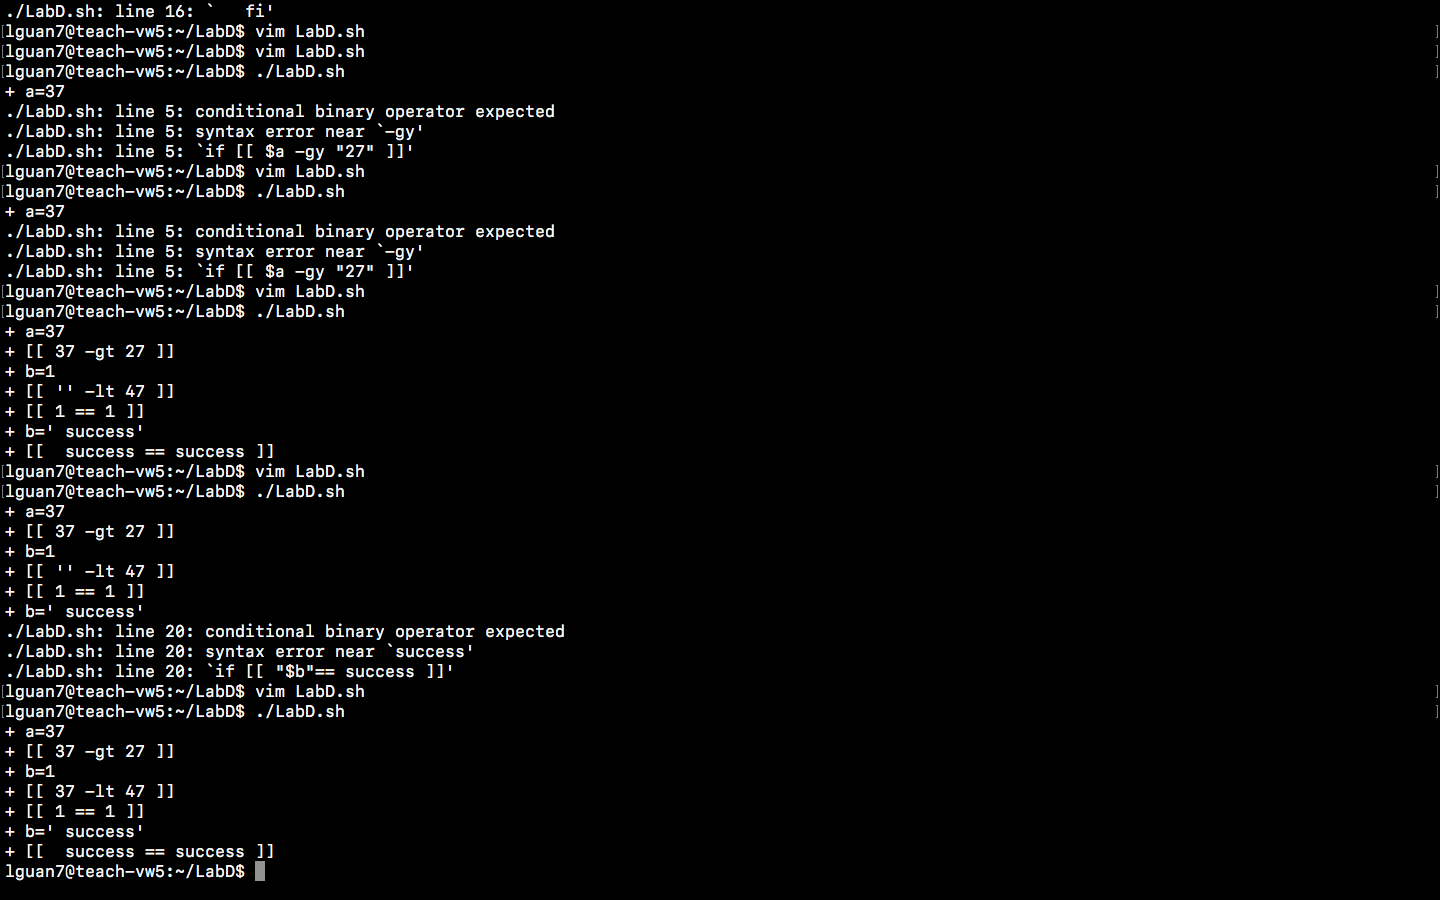 ./LabD.sh: line 16: `   fi'
[lguan7@teach-vw5:~/LabD$ vim LabD.sh ]
[lguan7@teach-vw5:~/LabD$ vim LabD.sh ]
[lguan7@teach-vw5:~/LabD$ ./LabD.sh ]
+ a=37
./LabD.sh: line 5: conditional binary operator expected
./LabD.sh: line 5: syntax error near `-gy'
./LabD.sh: line 5: `if [[ $a -gy "27" ]]'
[lguan7@teach-vw5:~/LabD$ vim LabD.sh ]
[lguan7@teach-vw5:~/LabD$ ./LabD.sh ]
+ a=37
./LabD.sh: line 5: conditional binary operator expected
./LabD.sh: line 5: syntax error near `-gy'
./LabD.sh: line 5: `if [[ $a -gy "27" ]]'
[lguan7@teach-vw5:~/LabD$ vim LabD.sh ]
[lguan7@teach-vw5:~/LabD$ ./LabD.sh ]
+ a=37
+ [[ 37 -gt 27 ]]
+ b=1
+ [[ '' -lt 47 ]]
+ [[ 1 == 1 ]]
+ b=' success'
+ [[  success == success ]]
[lguan7@teach-vw5:~/LabD$ vim LabD.sh ]
[lguan7@teach-vw5:~/LabD$ ./LabD.sh ]
+ a=37
+ [[ 37 -gt 27 ]]
+ b=1
+ [[ '' -lt 47 ]]
+ [[ 1 == 1 ]]
+ b=' success'
./LabD.sh: line 20: conditional binary operator expected
./LabD.sh: line 20: syntax error near `success'
./LabD.sh: line 20: `if [[ "$b"== success ]]'
[lguan7@teach-vw5:~/LabD$ vim LabD.sh ]
[lguan7@teach-vw5:~/LabD$ ./LabD.sh ]
+ a=37
+ [[ 37 -gt 27 ]]
+ b=1
+ [[ 37 -lt 47 ]]
+ [[ 1 == 1 ]]
+ b=' success'
+ [[  success == success ]]
lguan7@teach-vw5:~/LabD$